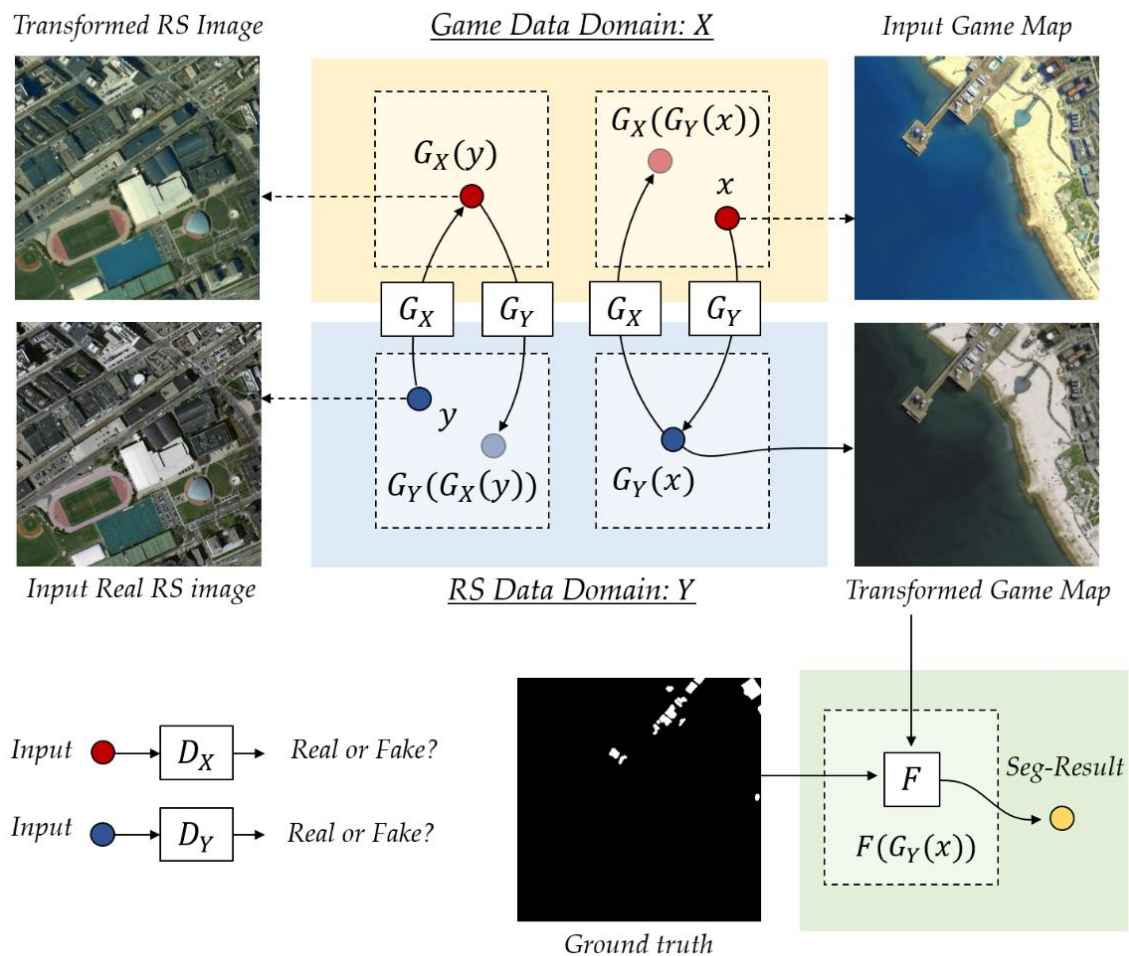 Transformed RS Image
Game Data Domain: X
Input Game Map
G_X(y)
G_X(G_Y(x))
x
G_X
G_Y
G_X
G_Y
y
G_Y(G_X(y))
G_Y(x)
Input Real RS image
RS Data Domain: Y
Transformed Game Map
Input
D_X
Real or Fake?
Input
D_Y
Real or Fake?
F
Seg-Result
F(G_Y(x))
Ground truth